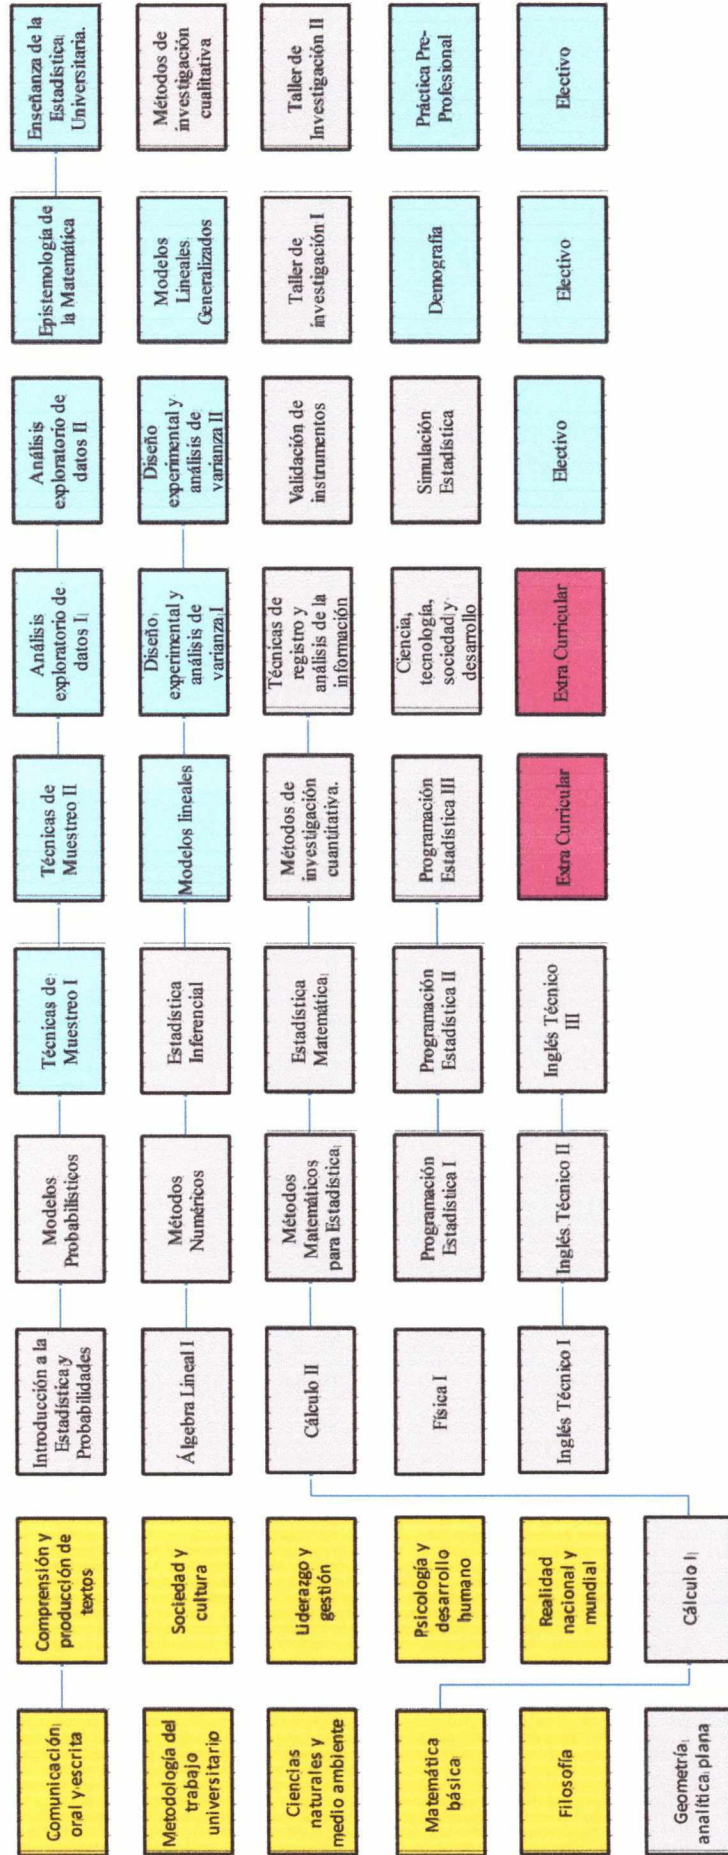 Comunicación
oral y escrita
Metodología del
trabajo
universitario
Ciencias
naturales y
medio ambiente
Matemática
básica
Filosofía
Geometría
analítica plana
Comprensión y
producción de
textos
Sociedad y
cultura
Liderazgo y
gestión
Psicología y
desarrollo
humano
Realidad
nacional y
mundial
Cálculo I
Introducción a la
Estadística y
Probabilidades
Álgebra Lineal I
Cálculo II
Física I
Inglés Técnico I
Modelos
Probabilísticos
Métodos
Numéricos
Métodos
Matemáticos
para Estadística
Programación
Estadística I
Inglés Técnico II
Técnicas de
Muestreo I
Estadística
Inferencial
Estadística
Matemática
Programación
Estadística II
Inglés Técnico
III
Técnicas de
Muestreo II
Modelos lineales
Métodos de
investigación
cuantitativa.
Programación
Estadística III
Extra Curricular
Análisis
exploratorio de
datos I
Diseño
experimental y
análisis de
varianza I
Técnicas de
registro y
análisis de la
información
Ciencia,
tecnología,
sociedad y
desarrollo
Extra Curricular
Análisis
exploratorio de
datos II
Diseño
experimental y
análisis de
varianza II
Validación de
instrumentos
Simulación
Estadística
Electivo
Epistemología de
la Matemática
Modelos
Lineales
Generalizados
Taller de
investigación I
Demografía
Electivo
Enseñanza de la
Estadística
Universitaria.
Métodos de
investigación
cualitativa
Taller de
Investigación II
Práctica Pre-
Profesional
Electivo